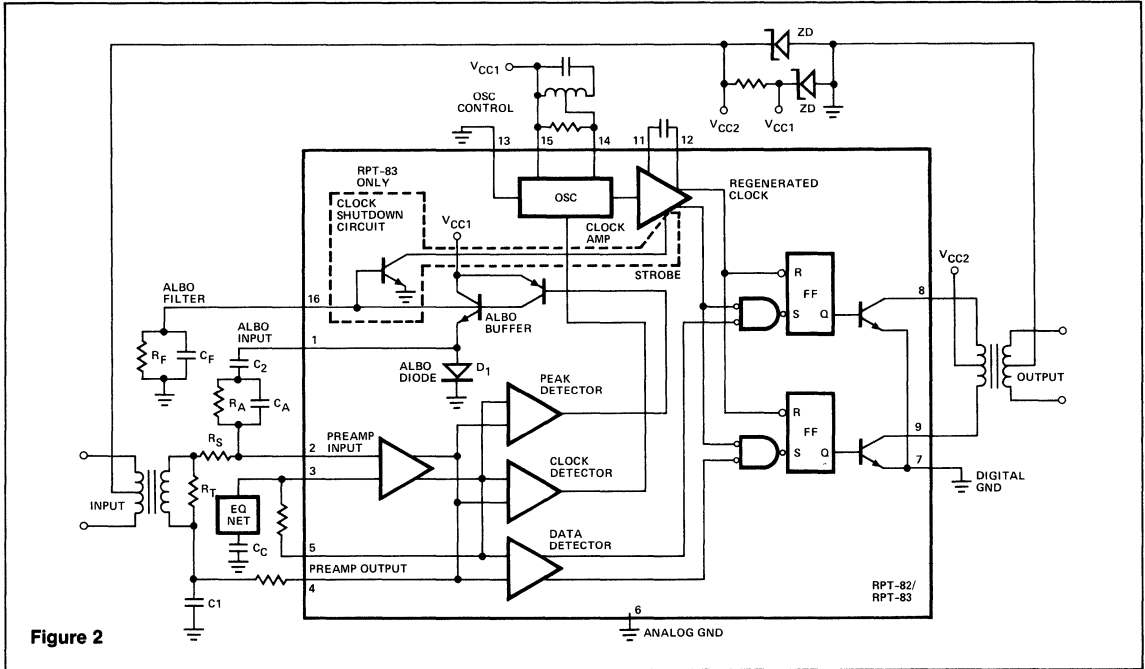 ZD
ZD
VCC2
VCC1
VCC1
OSC
CONTROL
13
15
14
11
12
RPT-83
ONLY
CLOCK
SHUTDOWN
CIRCUIT
VCC1
OSC
CLOCK
AMP
REGENERATED
CLOCK
STROBE
ALBO
FILTER
16
ALBO
BUFFER
RF
CF
ALBO
INPUT
1
C2
ALBO
DIODE
D1
RA
CA
PEAK
DETECTOR
R
FF
S
Q
VCC2
8
OUTPUT
RS
2
PREAMP
INPUT
3
CLOCK
DETECTOR
R
FF
S
Q
9
7
DIGITAL
GND
INPUT
RT
EQ
NET
CC
5
PREAMP OUTPUT
4
DATA
DETECTOR
C1
RPT-82/
RPT-83
6
ANALOG GND
Figure 2